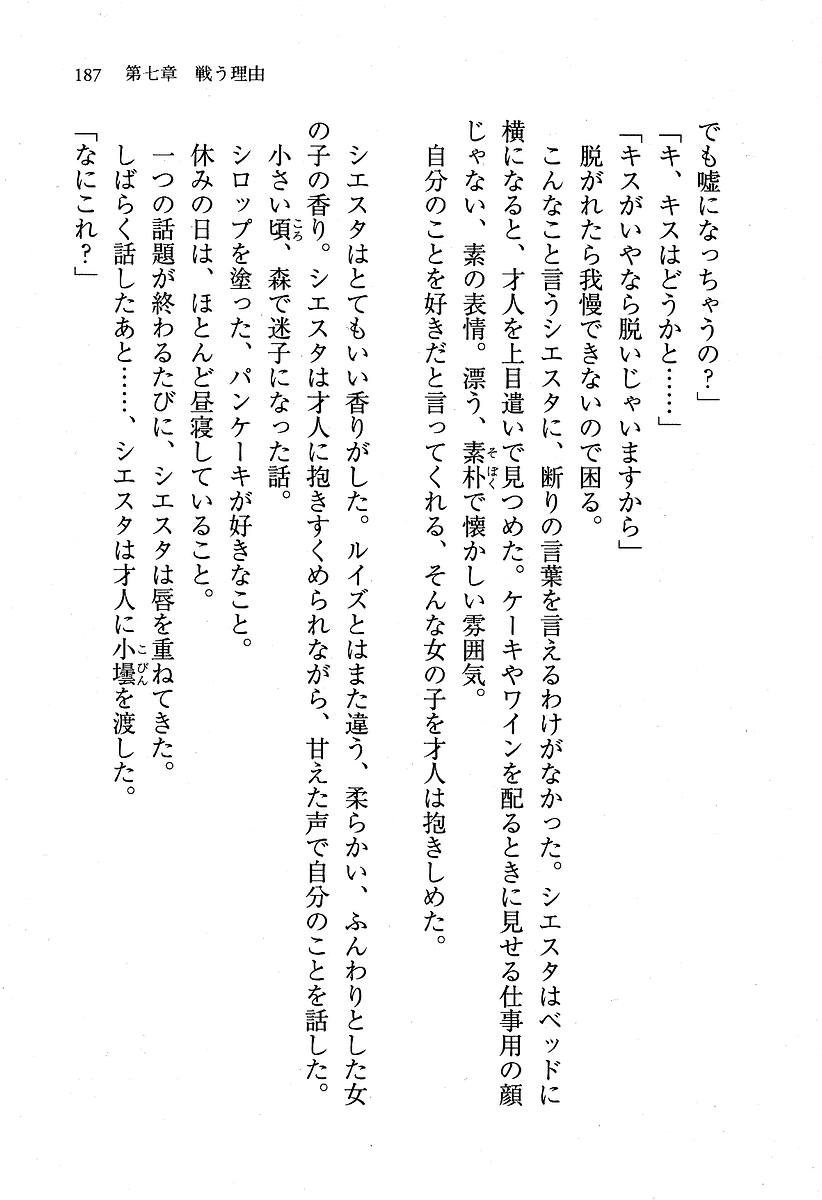 187　第七章　戦う理由
でも嘘になっちゃうの？」
「キ、キスはどうかと……」
「キスがいやなら脱いじゃいますから」
　脱がれたら我慢できないので困る。
　こんなこと言うシエスタに、断りの言葉を言えるわけがなかった。シエスタはベッドに
横になると、才人を上目遣いで見つめた。ケーキやワインを配るときに見せる仕事用の顔
じゃない、素の表情。漂う、素朴で懐かしい雰囲気。
　自分のことを好きだと言ってくれる、そんな女の子を才人は抱きしめた。
　シエスタはとてもいい香りがした。ルイズとはまた違う、柔らかい、ふんわりとした女
の子の香り。シエスタは才人に抱きすくめられながら、甘えた声で自分のことを話した。
　小さい頃、森で迷子になった話。
　シロップを塗った、パンケーキが好きなこと。
　休みの日は、ほとんど昼寝していること。
　一つの話題が終わるたびに、シエスタは唇を重ねてきた。
　しばらく話したあと……、シエスタは才人に小壜を渡した。
「なにこれ？」